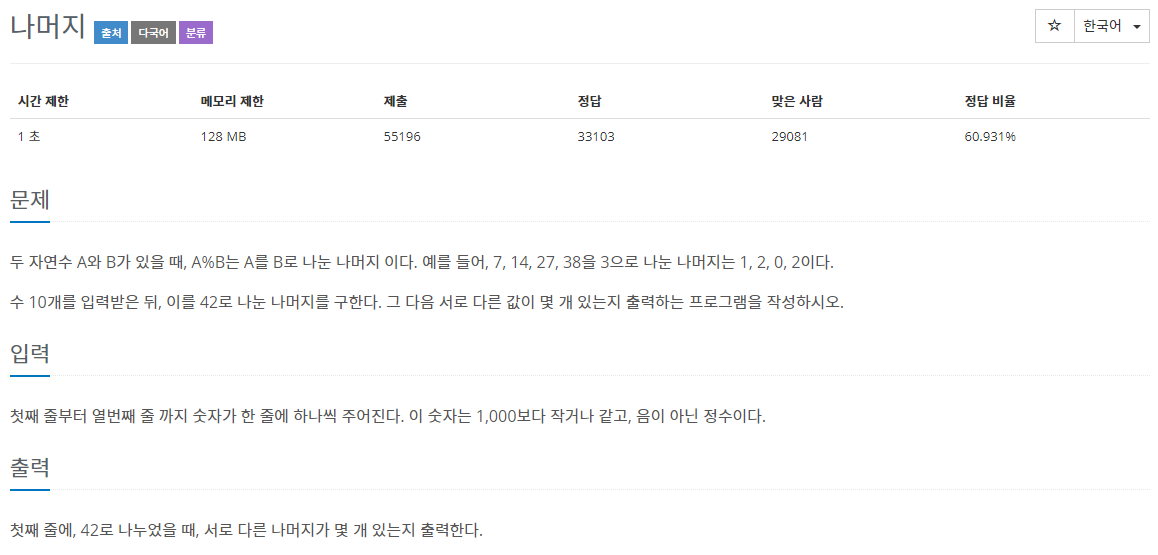 나머지 출처 다국어 분류
☆ 한국어
시간 제한 메모리 제한 제출 정답 맞은 사람 정답 비율
1 초 128 MB 55196 33103 29081 60.931%
문제
두 자연수 A와 B가 있을 때, A%B는 A를 B로 나눈 나머지 이다. 예를 들어, 7, 14, 27, 38을 3으로 나눈 나머지는 1, 2, 0, 2이다.
수 10개를 입력받은 뒤, 이를 42로 나눈 나머지를 구한다. 그 다음 서로 다른 값이 몇 개 있는지 출력하는 프로그램을 작성하시오.
입력
첫째 줄부터 열번째 줄 까지 숫자가 한 줄에 하나씩 주어진다. 이 숫자는 1,000보다 작거나 같고, 음이 아닌 정수이다.
출력
첫째 줄에, 42로 나누었을 때, 서로 다른 나머지가 몇 개 있는지 출력한다.